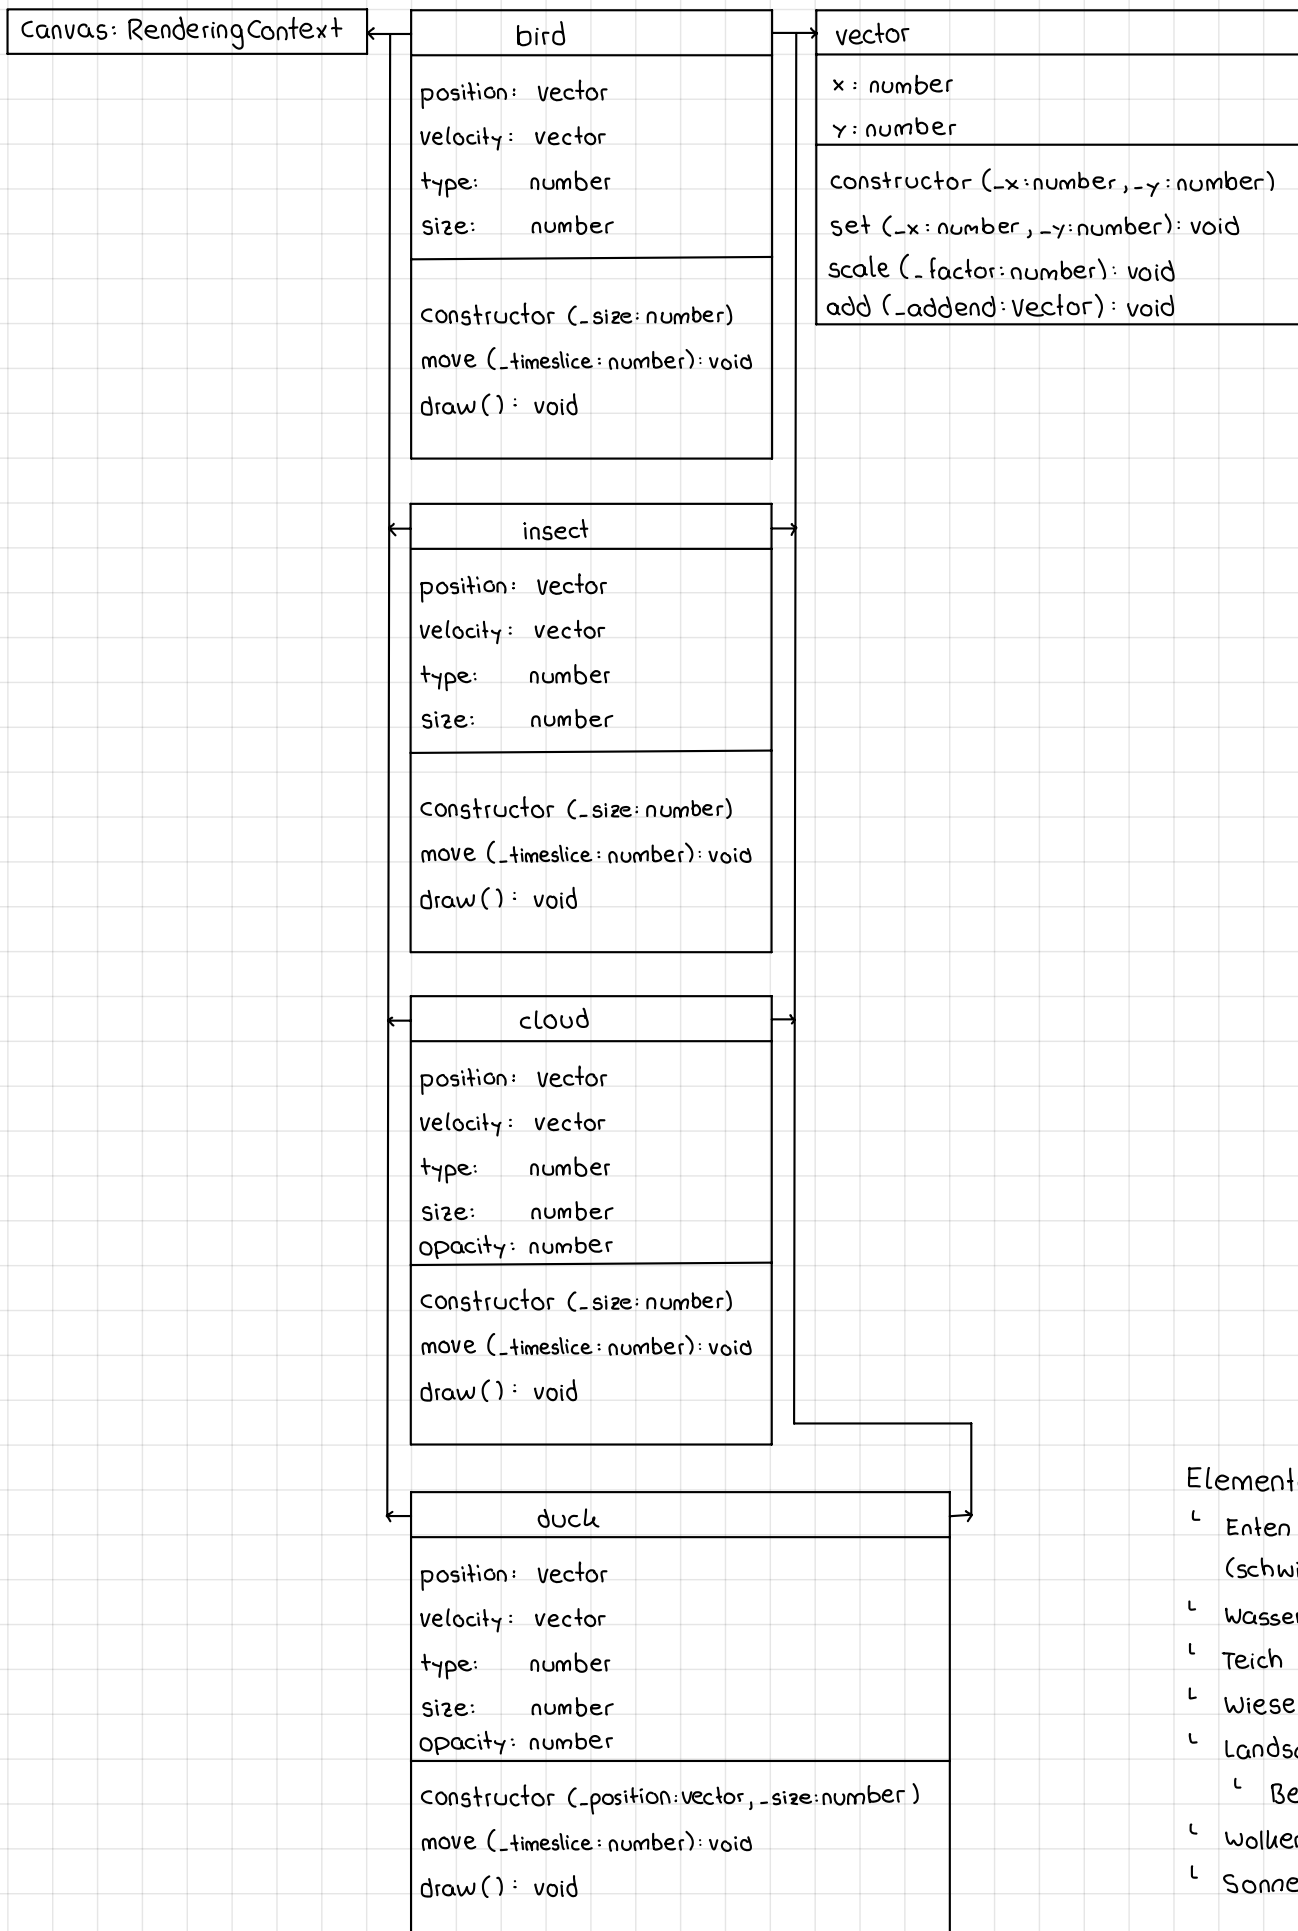 Canvas: RenderingContext
bird
position: vector
velocity: vector
type: number
size: number
constructor (_size: number)
move (_timeslice: number): void
draw(): void
vector
x: number
y: number
constructor (_x: number, _y: number)
set (_x: number, _y: number): void
scale (_factor: number): void
add (_addend: Vector): void
insect
position: vector
velocity: vector
type: number
size: number
constructor (_size: number)
move (_timeslice: number): void
draw(): void
cloud
position: vector
velocity: vector
type: number
size: number
opacity: number
constructor (_size: number)
move (_timeslice: number): void
draw(): void
duck
position: vector
velocity: vector
type: number
size: number
opacity: number
constructor (_position: vector, _size: number)
move (_timeslice: number): void
draw(): void
Enten
Teich
Wiese